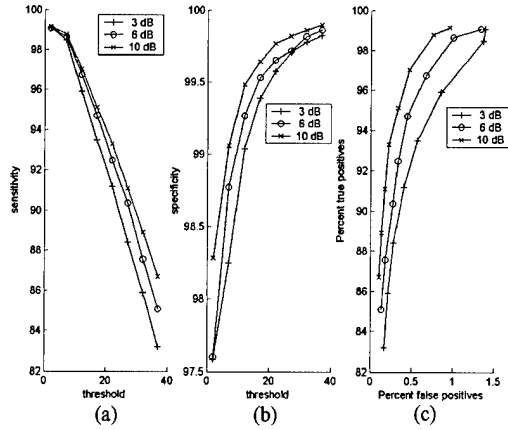 100
98
96
94
92
90
88
86
84
82
sensitivity
0
20
40
threshold
3 dB
6 dB
10 dB
(a)
100
99.5
99
98.5
98
97.5
specificity
0
20
40
threshold
3 dB
6 dB
10 dB
(b)
100
98
96
94
92
90
88
86
84
82
Percent true positives
0
0.5
1
1.5
Percent false positives
3 dB
6 dB
10 dB
(c)